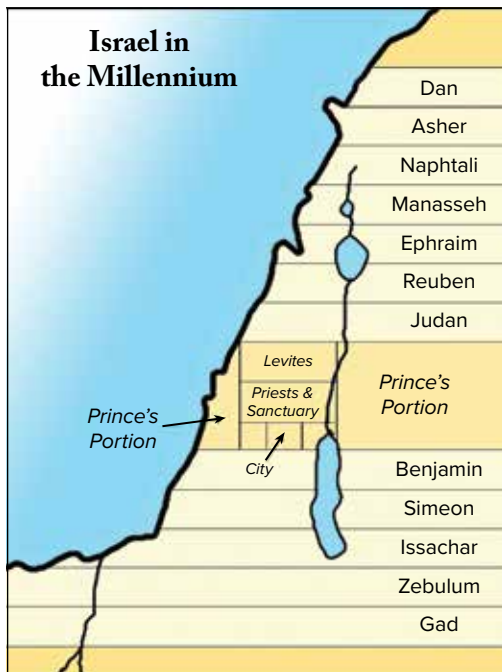 Israel in
the Millennium
Dan
Asher
Naphtali
Manasseh
Ephraim
Reuben
Judan
Levites
Priests &
Sanctuary
Prince's
Portion
Prince's
Portion
City
Benjamin
Simeon
Issachar
Zebulum
Gad